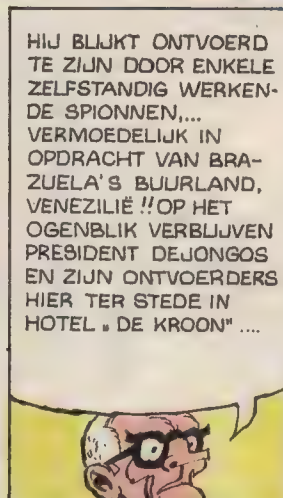 HIJ BLIJKT ONTVOERD
TE ZIJN DOOR ENKELE
ZELFSTANDIG WERKEN-
DE SPIONNEN,...
VERMOEDELIJK IN
OPDRACHT VAN BRA-
ZUELA'S BUURLAND,
VENEZILIË!! OP HET
OGENBLIK VERBLIJVEN
PRESIDENT DEJONGOS
EN ZIJN ONTVOERDERS
HIER TER STEDE IN
HOTEL „DE KROON" ....